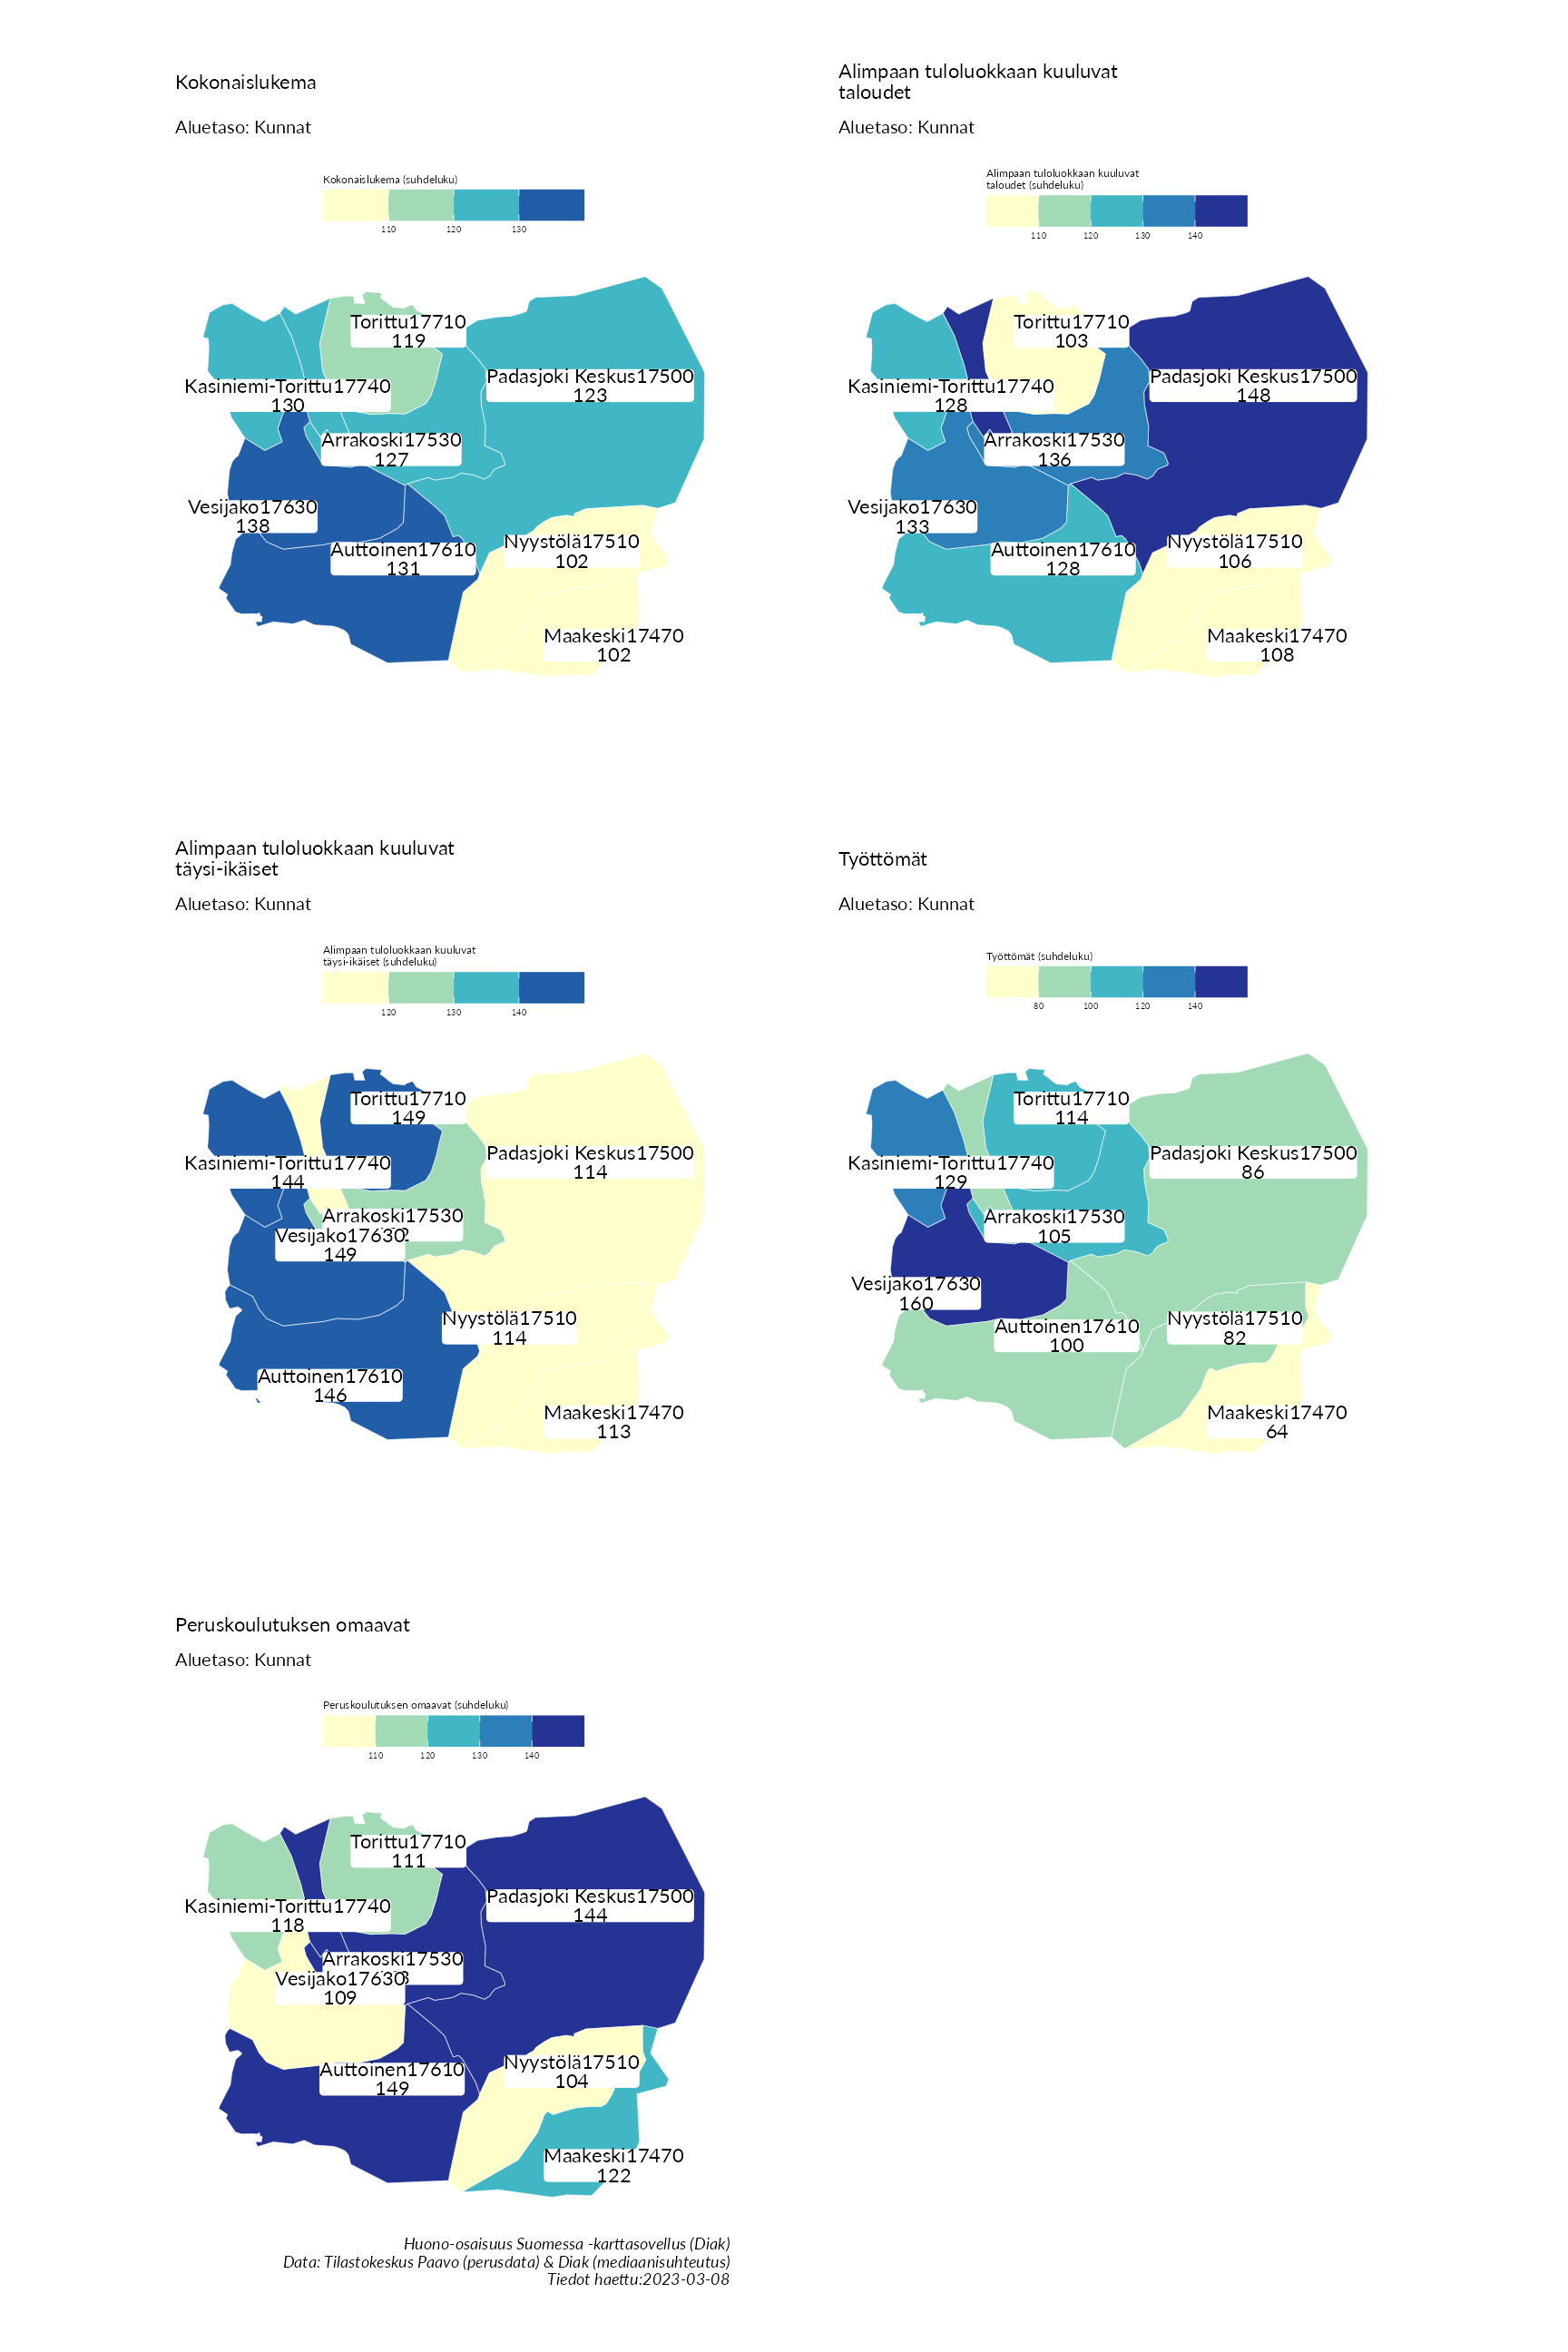 Kokonaislukema
Aluetaso: Kunnat
Kokonaislukema (suhdeluku)
110 120 130
Torittu17710
119
Padasjoki Keskus17500
123
Kasiniemi-Torittu17740
130
Arrakoski17530
127
Vesijako17630
138
Auttoinen17610
131
Nyystölä17510
102
Maakeski17470
102
Alimpaan tuloluokkaan kuuluvat
taloudet
Aluetaso: Kunnat
Alimpaan tuloluokkaan kuuluvat
taloudet (suhdeluku)
110 120 130 140
Torittu17710
103
Padasjoki Keskus17500
148
Kasiniemi-Torittu17740
128
Arrakoski17530
136
Vesijako17630
133
Auttoinen17610
128
Nyystölä17510
106
Maakeski17470
108
Alimpaan tuloluokkaan kuuluvat
täysi-ikäiset
Aluetaso: Kunnat
Alimpaan tuloluokkaan kuuluvat
täysi-ikäiset (suhdeluku)
120 130 140
Torittu17710
149
Padasjoki Keskus17500
114
Kasiniemi-Torittu17740
144
Arrakoski17530
Vesijako17630
149
Nyystölä17510
114
Auttoinen17610
146
Maakeski17470
113
Työttömät
Aluetaso: Kunnat
Työttömät (suhdeluku)
80 100 120 140
Torittu17710
114
Padasjoki Keskus17500
86
Kasiniemi-Torittu17740
129
Arrakoski17530
105
Vesijako17630
160
Auttoinen17610
100
Nyystölä17510
82
Maakeski17470
64
Peruskoulutuksen omaavat
Aluetaso: Kunnat
Peruskoulutuksen omaavat (suhdeluku)
110 120 130 140
Torittu17710
111
Padasjoki Keskus17500
144
Kasiniemi-Torittu17740
118
Arrakoski17530
Vesijako17630
109
Auttoinen17610
149
Nyystölä17510
104
Maakeski17470
122
Huono-osaisuus Suomessa -karttasovellus (Diak)
Data: Tilastokeskus Paavo (perusdata) & Diak (mediaanisuhteutus)
Tiedot haettu:2023-03-08